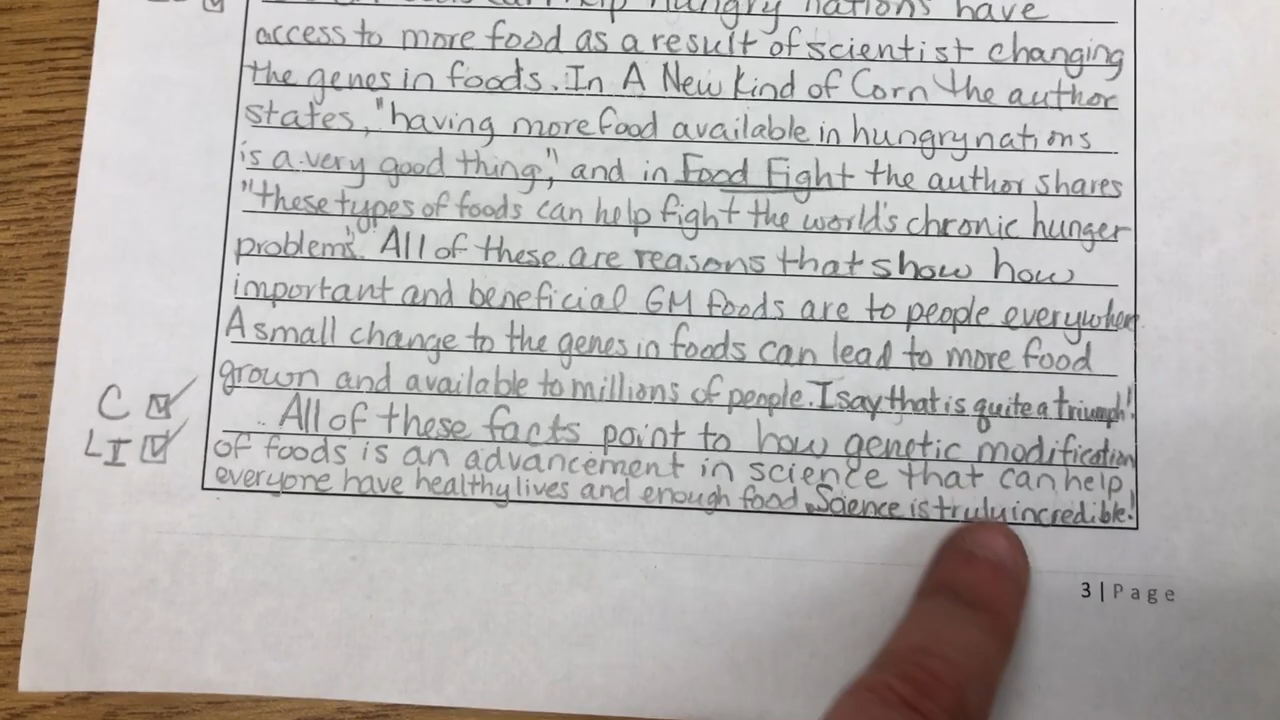 can help hungry nations have
access to more food as a result of scientist changing
the genes in foods. In A New Kind of Corn the author
states, "having more food available in hungry nations
is a very good thing," and in Food Fight the author shares
"these types of foods can help fight the world's chronic hunger
problems". All of these are reasons that show how
important and beneficial GM foods are to people everywhere
A small change to the genes in foods can lead to more food
grown and available to millions of people. I say that is quite a triumph!
C
All of these facts point to how genetic modification
LI
of foods is an advancement in science that can help
everyone have healthy lives and enough food. Science is truly incredible!
3 | Page